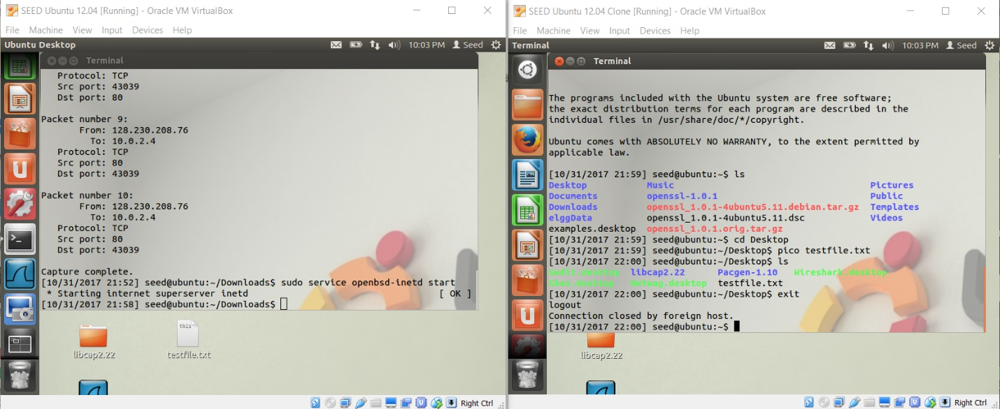 SEED Ubuntu 12.04 [Running] - Oracle VM VirtualBox
File Machine View Input Devices Help
Ubuntu Desktop 10:03 PM Seed
Terminal
Protocol: TCP
Src port: 43039
Dst port: 80
Packet number 9:
From: 128.230.208.76
To: 10.0.2.4
Protocol: TCP
Src port: 80
Dst port: 43039
Packet number 10:
From: 128.230.208.76
To: 10.0.2.4
Protocol: TCP
Src port: 80
Dst port: 43039
Capture complete.
[10/31/2017 21:52] seed@ubuntu:~/Downloads$ sudo service openbsd-inetd start
* Starting internet superserver inetd [ OK ]
[10/31/2017 21:58] seed@ubuntu:~/Downloads$
this
libcap2.22 testfile.txt
Right Ctrl
SEED Ubuntu 12.04 Clone [Running] - Oracle VM VirtualBox
File Machine View Input Devices Help
Terminal 10:03 PM Seed
Terminal
The programs included with the Ubuntu system are free software;
the exact distribution terms for each program are described in the
individual files in /usr/share/doc/*/copyright.
Ubuntu comes with ABSOLUTELY NO WARRANTY, to the extent permitted by
applicable law.
[10/31/2017 21:59] seed@ubuntu:~$ ls
Desktop Music Pictures
Documents openssl-1.0.1 Public
Downloads openssl_1.0.1-4ubuntu5.11.debian.tar.gz Templates
elggData openssl_1.0.1-4ubuntu5.11.dsc Videos
examples.desktop openssl_1.0.1.orig.tar.gz
[10/31/2017 21:59] seed@ubuntu:~$ cd Desktop
[10/31/2017 21:59] seed@ubuntu:~/Desktop$ pico testfile.txt
[10/31/2017 22:00] seed@ubuntu:~/Desktop$ ls
Gedit.desktop libcap2.22 Pacgen-1.10 Wireshark.desktop
Ghex.desktop Netwag.desktop testfile.txt
[10/31/2017 22:00] seed@ubuntu:~/Desktop$ exit
logout
Connection closed by foreign host.
[10/31/2017 22:00] seed@ubuntu:~$
libcap2.22
Right Ctrl